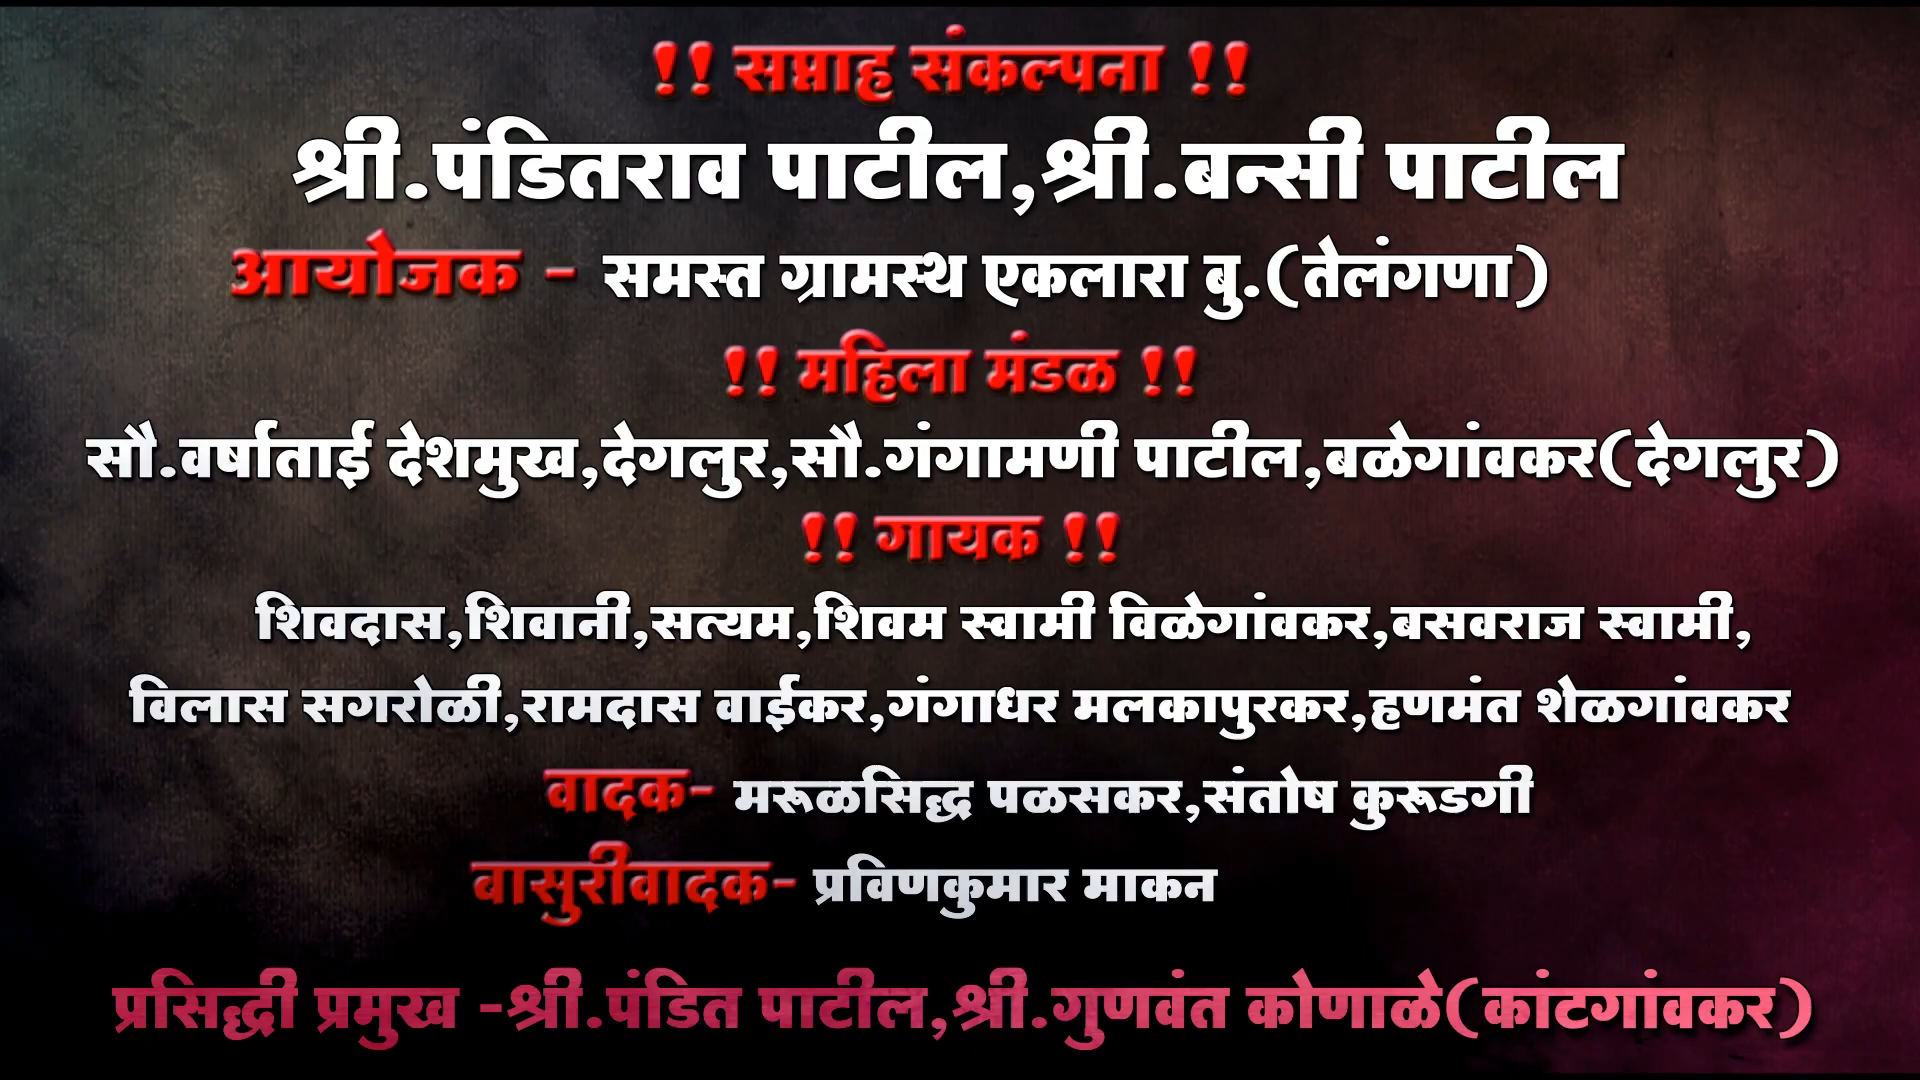 !! सप्ताह संकल्पना !!
श्री.पंडितराव पाटील,श्री.बन्सी पाटील
आयोजक - समस्त ग्रामस्थ एकलारा बु.(तेलंगणा)
!! महिला मंडळ !!
सौ.वर्षाताई देशमुख,देगलुर,सौ.गंगामणी पाटील,बळेगांवकर(देगलुर)
!! गायक !!
शिवदास,शिवानी,सत्यम,शिवम स्वामी विळेगांवकर,बसवराज स्वामी,
विलास सगरोळी,रामदास वाईकर,गंगाधर मलकापुरकर,हणमंत शेळगांवकर
वादक- मरूळसिद्ध पळसकर,संतोष कुरूडगी
वासुरीवादक- प्रविणकुमार माकन
प्रसिद्धी प्रमुख -श्री.पंडित पाटील,श्री.गुणवंत कोणाळे(कांटगांवकर)